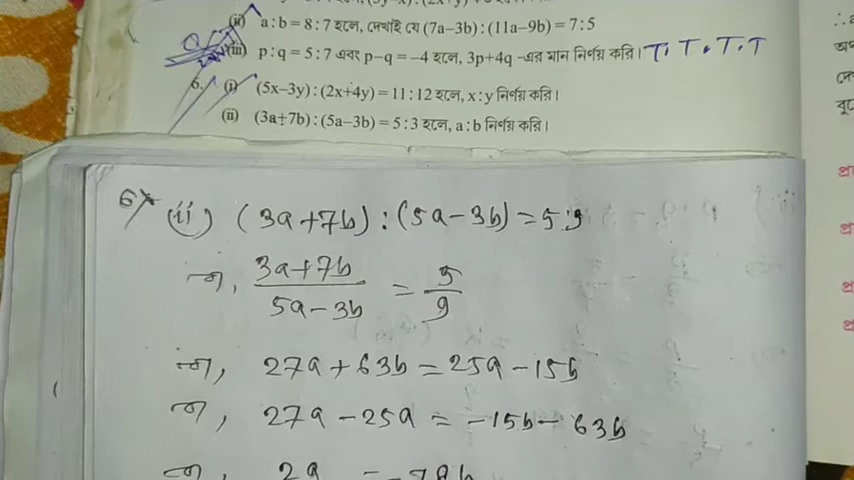 (ii) a : b = 8 : 7 হলে, দেখাই যে (7a−3b) : (11a−9b) = 7 : 5
(iii) p : q = 5 : 7 এবং p−q = −4 হলে, 3p+4q -এর মান নির্ণয় করি। T. T. T. T
6. (i) (5x−3y) : (2x+4y) = 11 : 12 হলে, x : y নির্ণয় করি।
(ii) (3a+7b) : (5a−3b) = 5 : 3 হলে, a : b নির্ণয় করি।
6. (ii) (3a+7b) : (5a−3b) = 5:9
বা, 3a+7b / 5a−3b = 5 / 9
বা, 27a + 63b = 25a − 15b
বা, 27a − 25a = −15b − 63b
বা, 2a = −78b